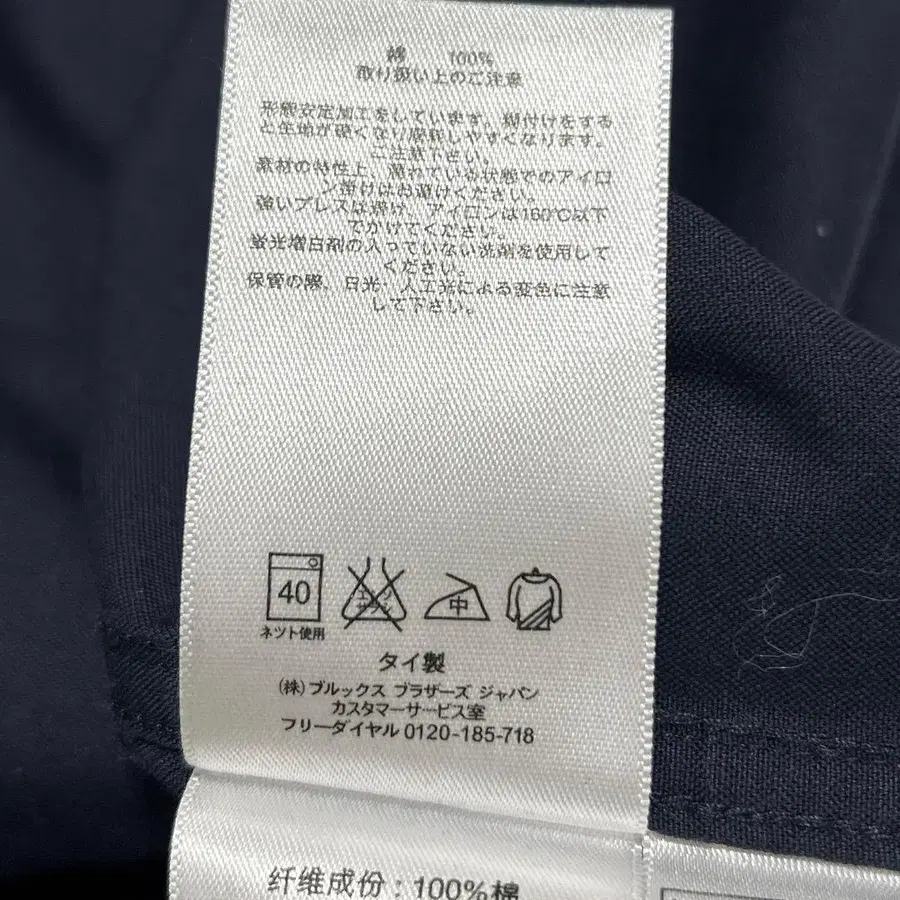 綿 100%
取り扱い上のご注意
形態安定加工をしています。糊付けをする
と生地が硬くなり磨耗しやすくなります。
ご注意下さい。
素材の特性上、濡れている状態でのアイロ
ン掛けはお避けください。
強いプレスは避け、アイロンは160℃以下
でかけてください。
蛍光増白剤の入っていない洗剤を使用して
ください。
保管の際、日光・人工光による変色に注意
して下さい。
40
中
ネツト使用
タイ製
(株)ブルックス ブラザーズ ジャパン
カスタマーサービス室
フリーダイヤル 0120-185-718
纤维成份：100%棉